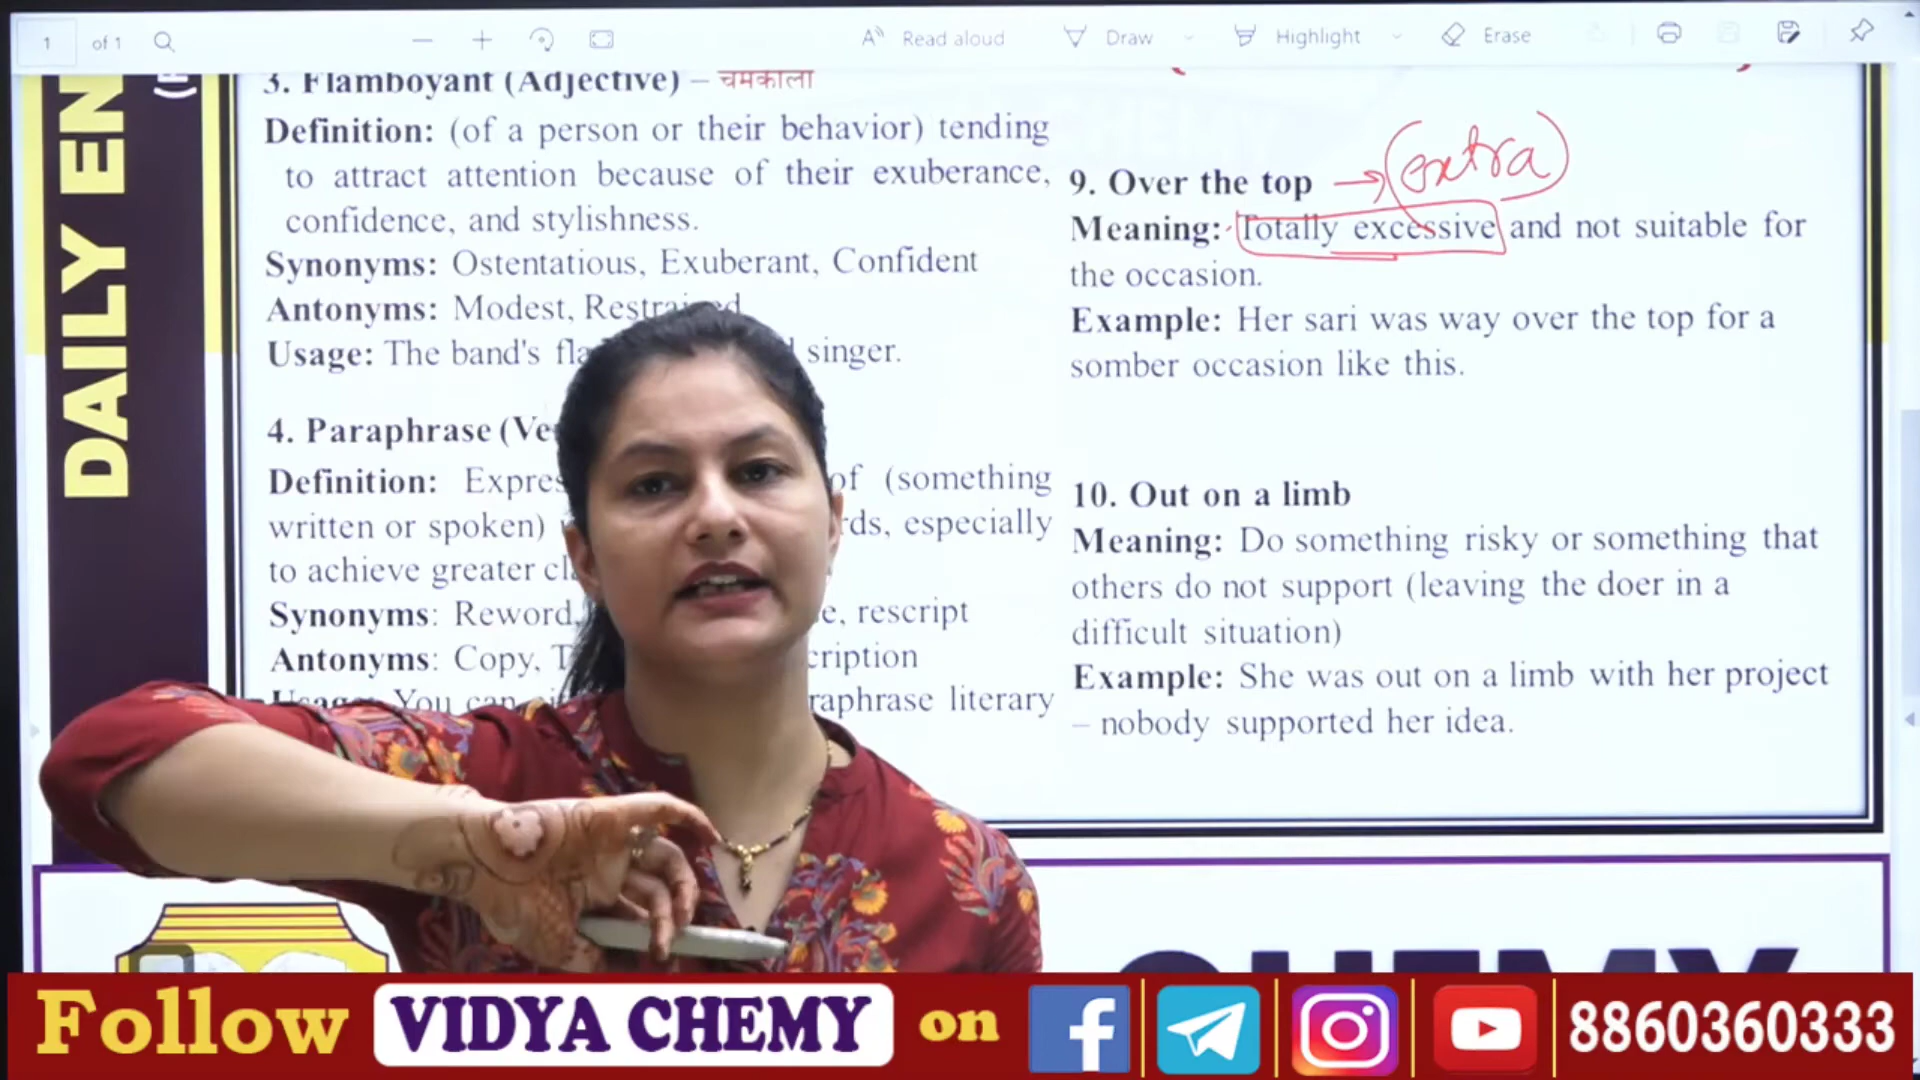 1 of 1
Read aloud
Draw
Highlight
Erase
DAILY EN
3. Flamboyant (Adjective) – चमकीला
Definition: (of a person or their behavior) tending
to attract attention because of their exuberance,
confidence, and stylishness.
Synonyms: Ostentatious, Exuberant, Confident
Antonyms: Modest, Restrained
Usage: The band's singer.
4. Paraphrase (Ve
Definition: Expres of (something
written or spoken) rds, especially
to achieve greater cl
Synonyms: Reword, e, rescript
Antonyms: Copy, T cription
Usage: You can raphrase literary
9. Over the top → extra
Meaning: Totally excessive and not suitable for
the occasion.
Example: Her sari was way over the top for a
somber occasion like this.
10. Out on a limb
Meaning: Do something risky or something that
others do not support (leaving the doer in a
difficult situation)
Example: She was out on a limb with her project
– nobody supported her idea.
CHEMY
Follow VIDYA CHEMY on 8860360333